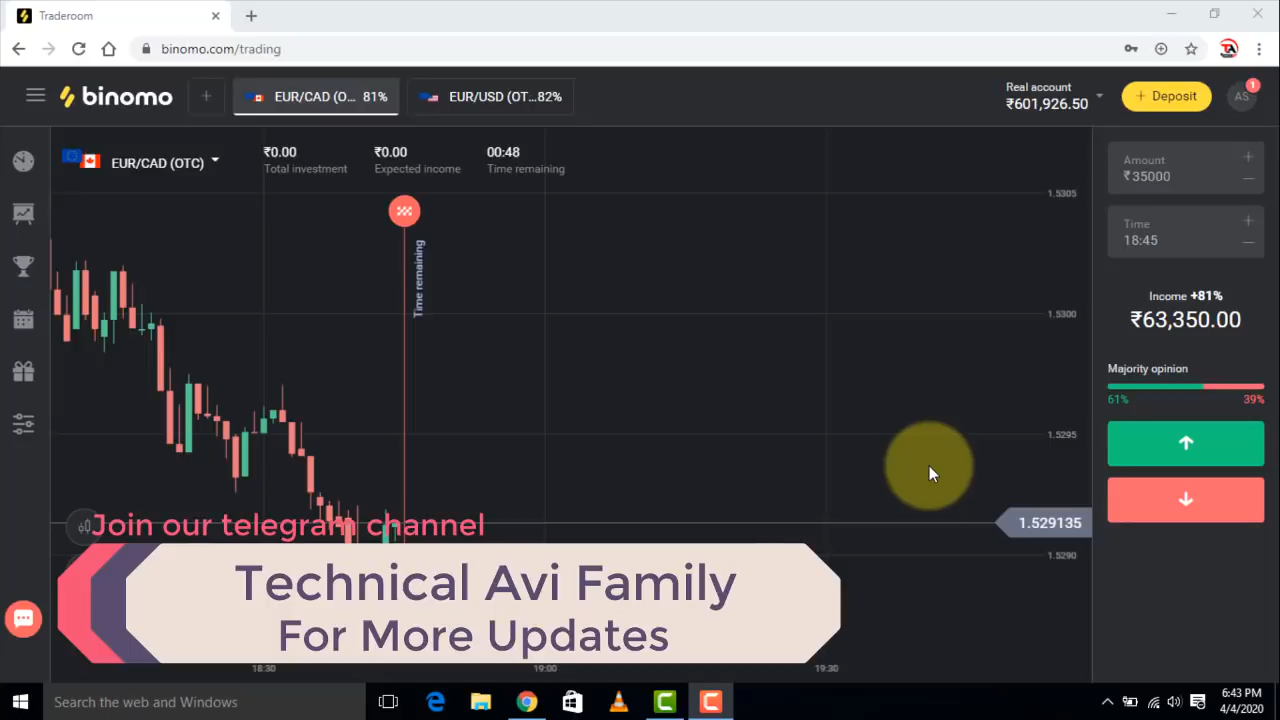 Traderoom
binomo.com/trading
binomo
EUR/CAD (O... 81%
EUR/USD (OT...82%
Real account
₹601,926.50
+ Deposit
AS
1
EUR/CAD (OTC)
₹0.00
Total investment
₹0.00
Expected income
00:48
Time remaining
Time remaining
1.5305
1.5300
1.5295
1.529135
1.5290
Amount
₹35000
Time
18:45
Income +81%
₹63,350.00
Majority opinion
61%
39%
Join our telegram channel
Technical Avi Family
For More Updates
18:30
19:00
19:30
Search the web and Windows
6:43 PM
4/4/2020